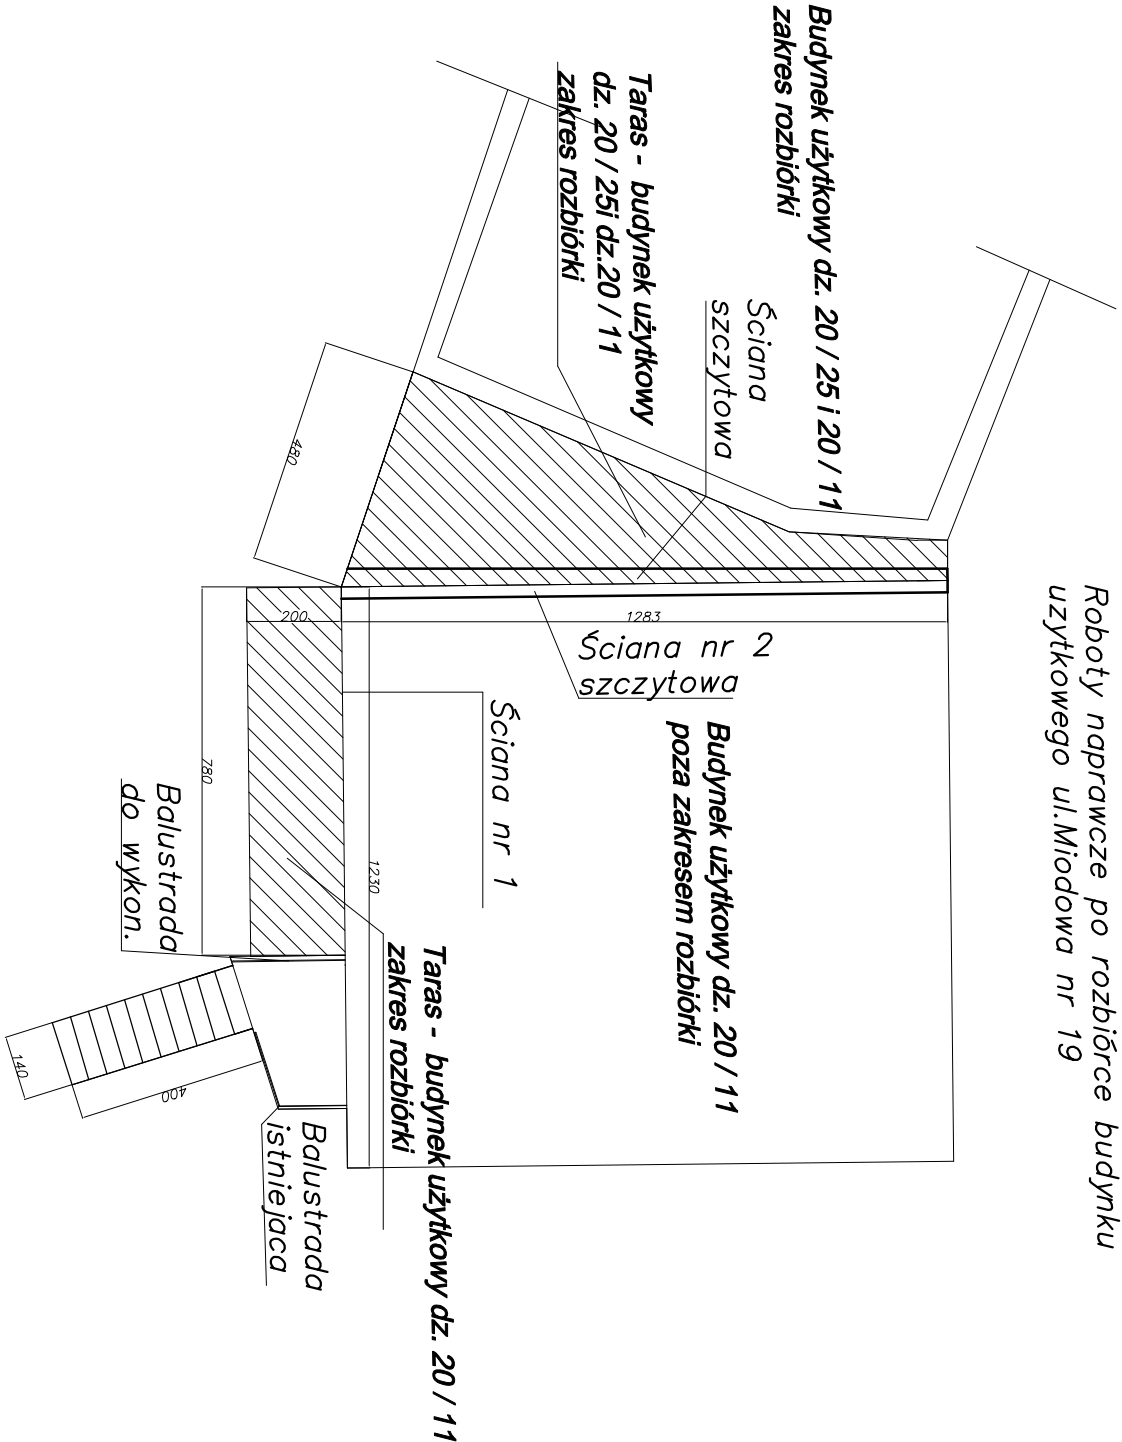 Roboty naprawcze po rozbiórce budynku
uzytkowego ul.Miodowa nr 19
Budynek użytkowy dz. 20 / 25 i 20 / 11
zakres rozbiórki
Taras - budynek użytkowy
dz. 20 / 25i dz.20 / 11
zakres rozbiórki
Ściana
szczytowa
480
200
1283
Ściana nr 2
szczytowa
Budynek użytkowy dz. 20 / 11
poza zakresem rozbiórki
Ściana nr 1
1230
780
Balustrada
do wykon.
Taras - budynek użytkowy dz. 20 / 11
zakres rozbiórki
140
400
Balustrada
istniejaca